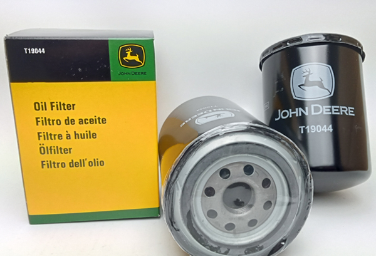 T19044
JOHN DEERE
Oil Filter
Filtro de aceite
Filtre à huile
Ölfilter
Filtro dell'olio
JOHN DEERE
T19044